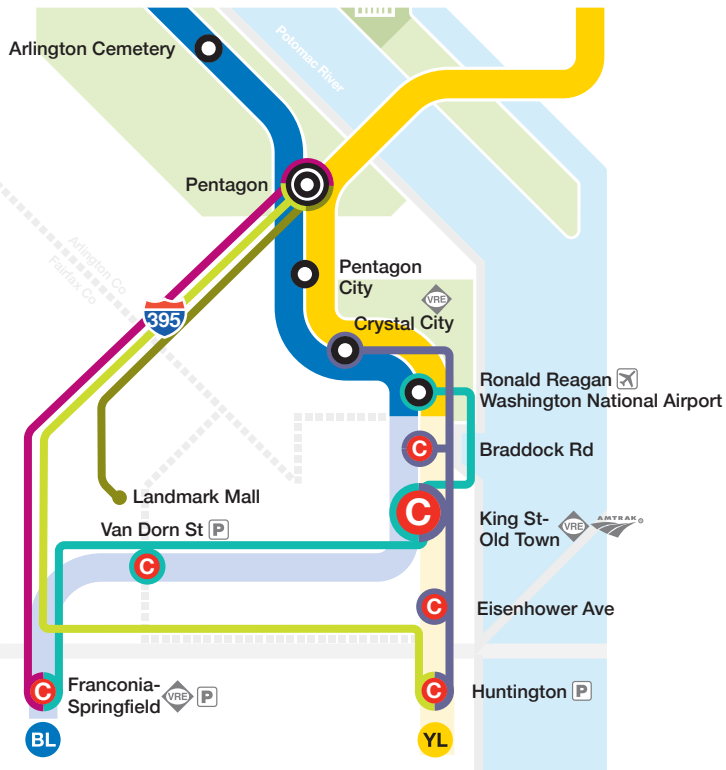 Arlington Cemetery
Potomac River
Pentagon
Arlington Co
Fairfax Co
Pentagon
City
VRE
395
Crystal City
Ronald Reagan
Washington National Airport
C
Braddock Rd
Landmark Mall
C
King St-
Old Town
VRE
AMTRAK
Van Dorn St P
C
C
Eisenhower Ave
C
Franconia-
Springfield
VRE
P
C
Huntington P
BL
YL